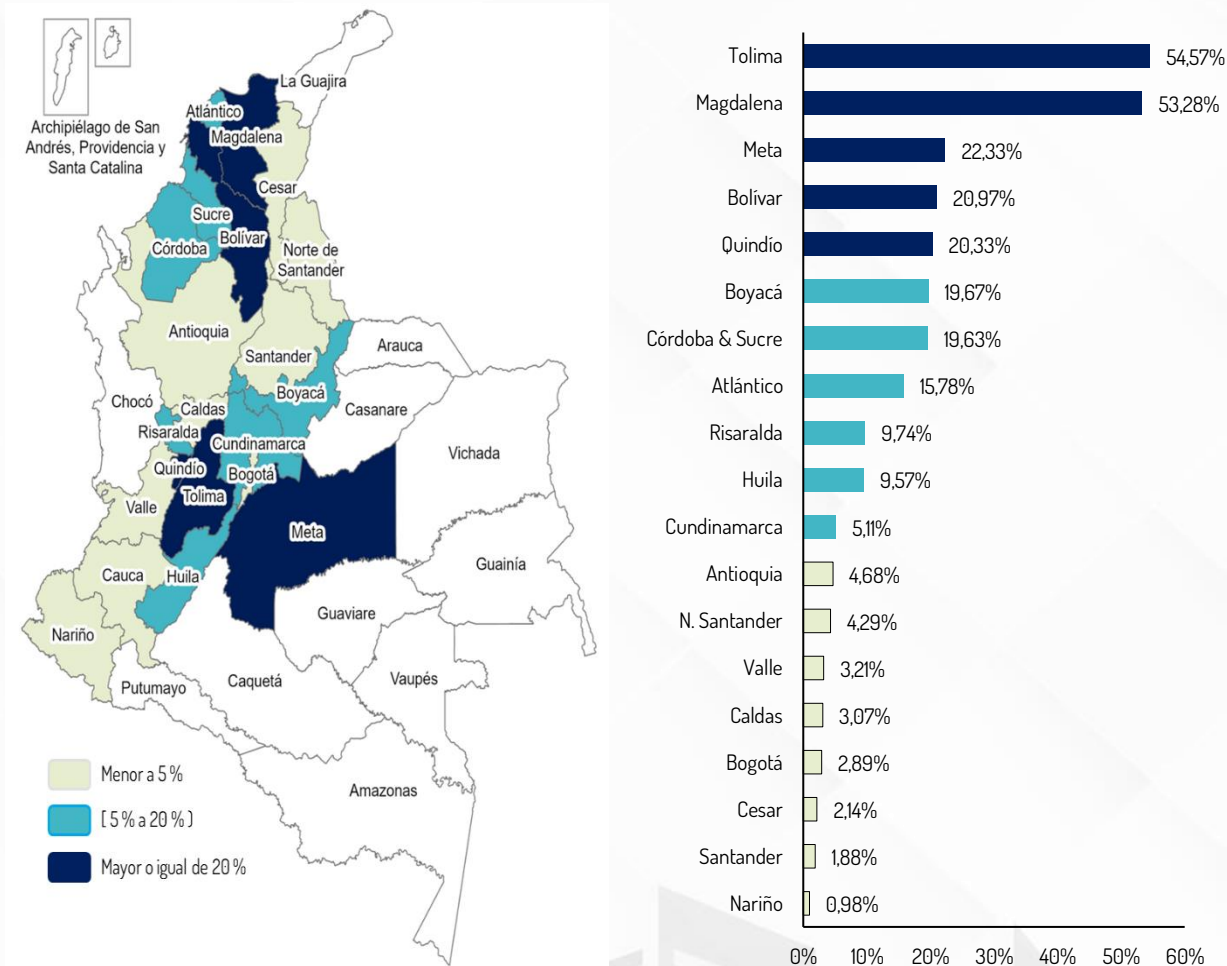 Archipiélago de San
Andrés, Providencia y
Santa Catalina
La Guajira
Atlántico
Magdalena
Cesar
Sucre
Bolívar
Córdoba
Norte de
Santander
Antioquia
Santander
Arauca
Chocó
Caldas
Boyacá
Casanare
Risaralda
Cundinamarca
Vichada
Quindío
Bogotá
Tolima
Valle
Meta
Guainía
Cauca
Huila
Guaviare
Nariño
Putumayo
Caquetá
Vaupés
Amazonas
Menor a 5 %
[ 5 % a 20 % )
Mayor o igual de 20 %
Tolima 54,57%
Magdalena 53,28%
Meta 22,33%
Bolívar 20,97%
Quindío 20,33%
Boyacá 19,67%
Córdoba & Sucre 19,63%
Atlántico 15,78%
Risaralda 9,74%
Huila 9,57%
Cundinamarca 5,11%
Antioquia 4,68%
N. Santander 4,29%
Valle 3,21%
Caldas 3,07%
Bogotá 2,89%
Cesar 2,14%
Santander 1,88%
Nariño 0,98%
0% 10% 20% 30% 40% 50% 60%